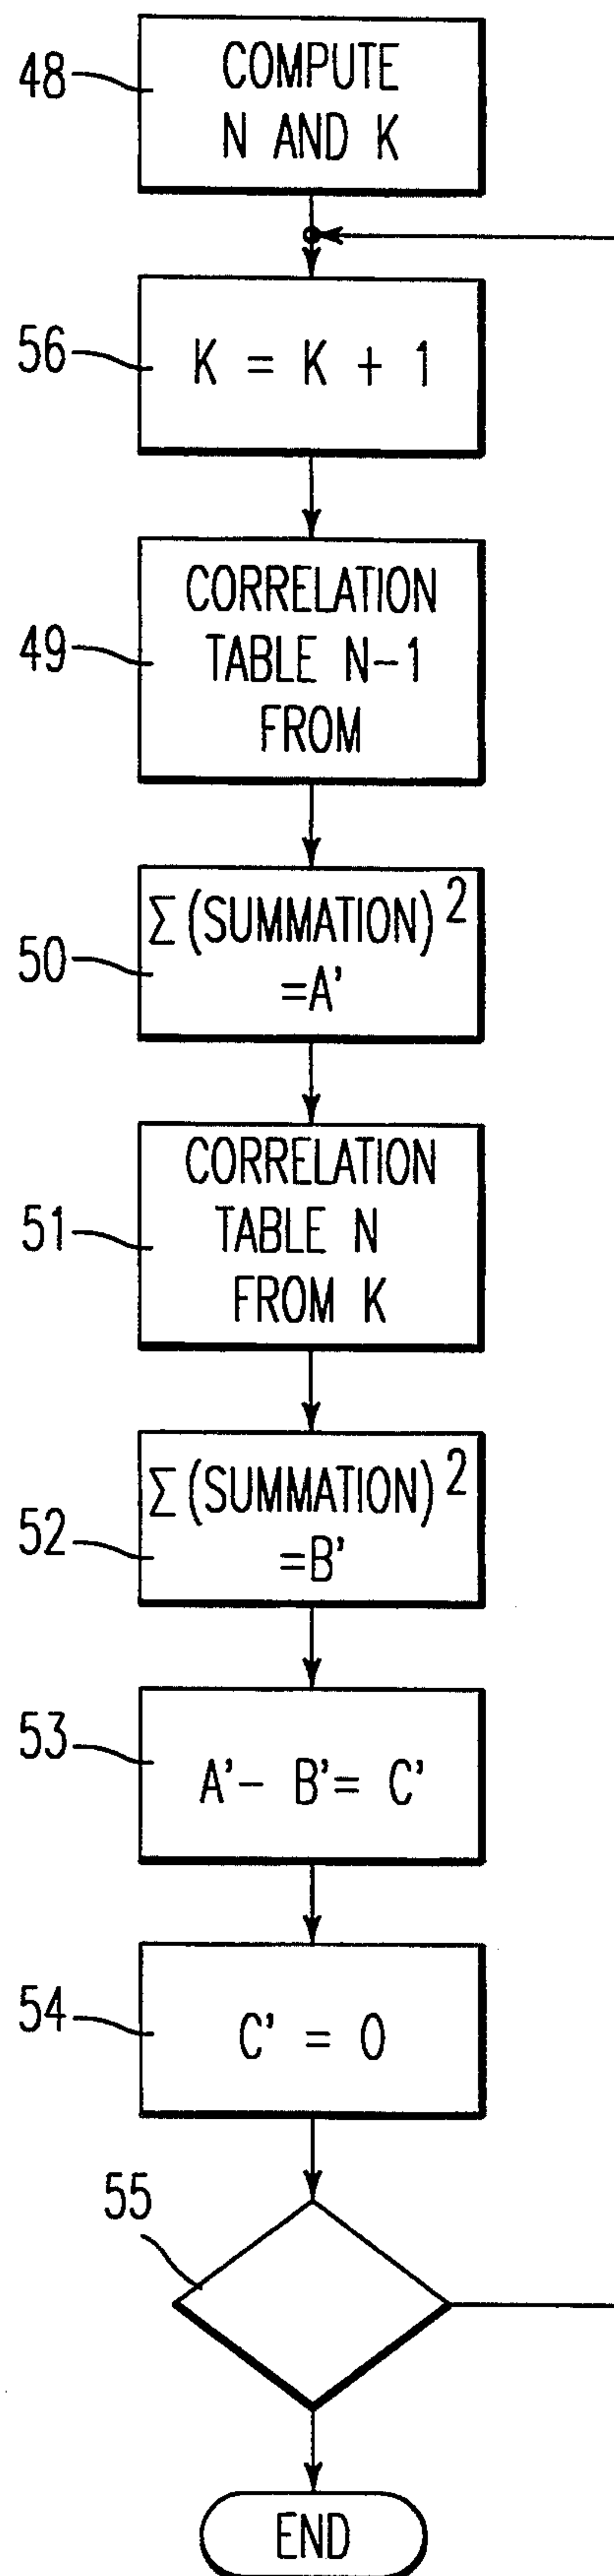 48
COMPUTE
N AND K
56
K = K + 1
49
CORRELATION
TABLE N-1
FROM
50
Σ(SUMMATION)²
=A'
51
CORRELATION
TABLE N
FROM K
52
Σ(SUMMATION)²
=B'
53
A'- B'= C'
54
C' = 0
55
END